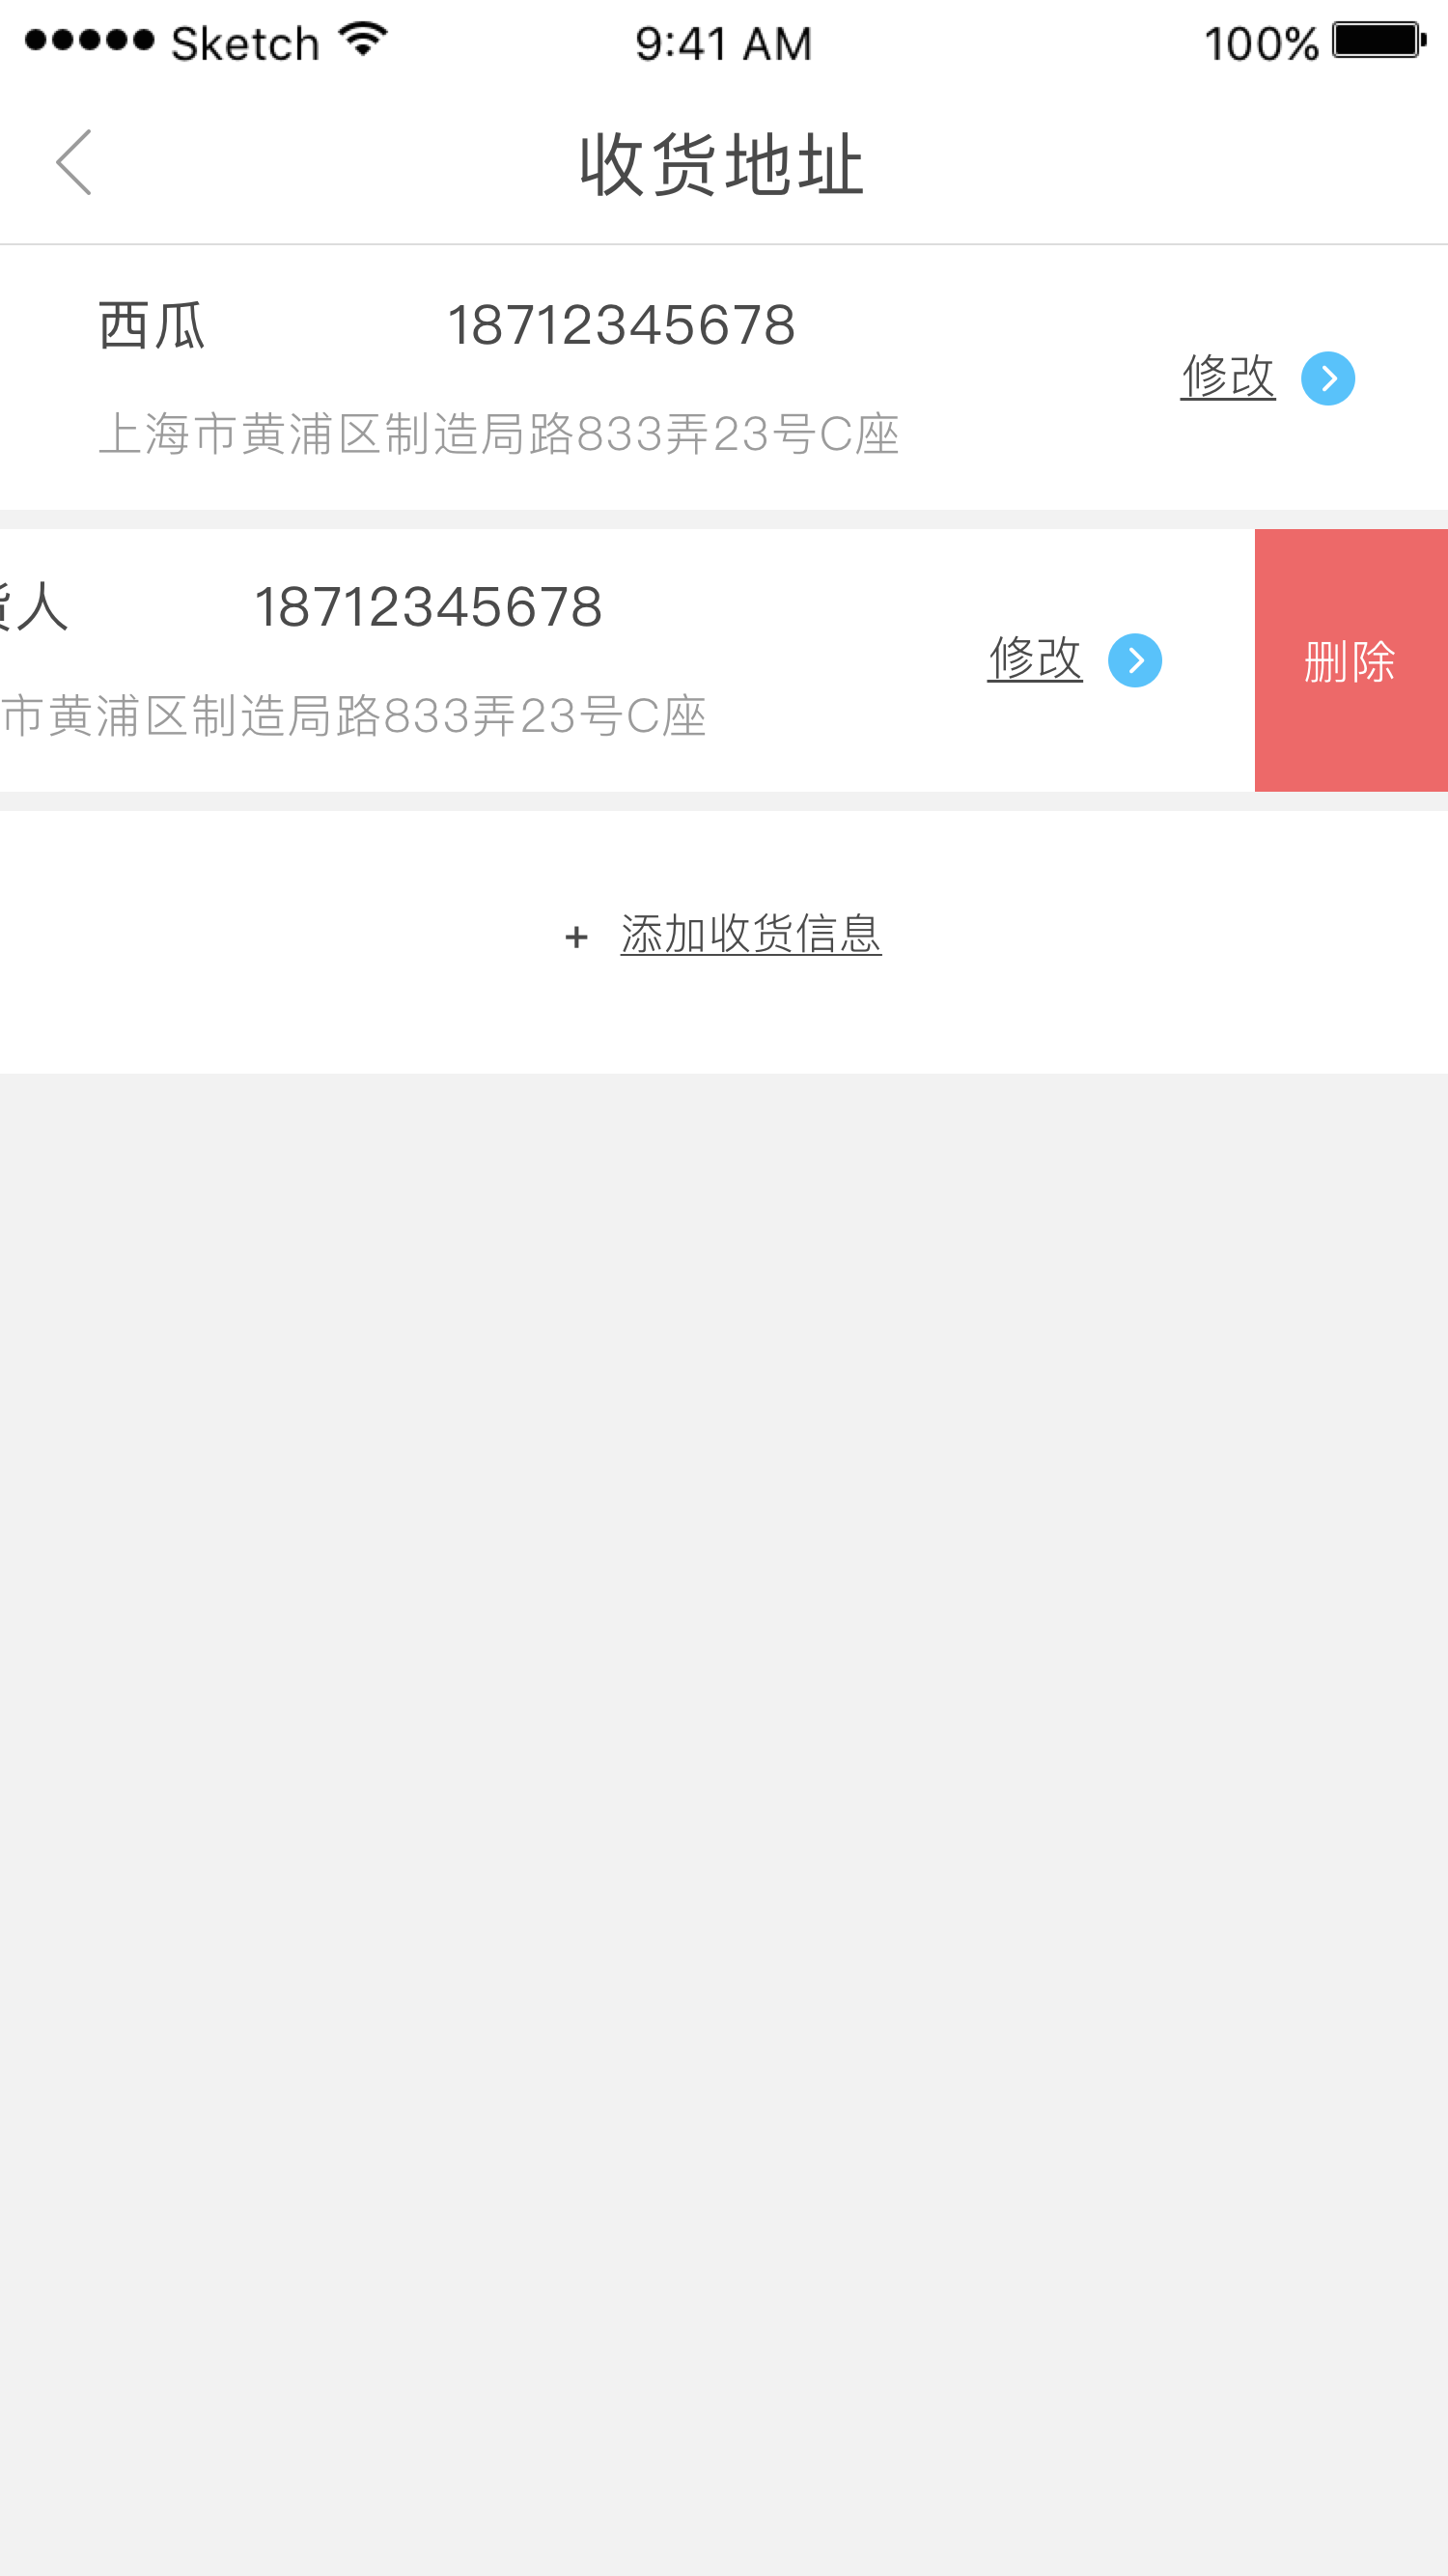 Sketch 9:41 AM 100%
收货地址
西瓜 18712345678
修改
上海市黄浦区制造局路833弄23号C座
货人 18712345678
修改
删除
市黄浦区制造局路833弄23号C座
+ 添加收货信息